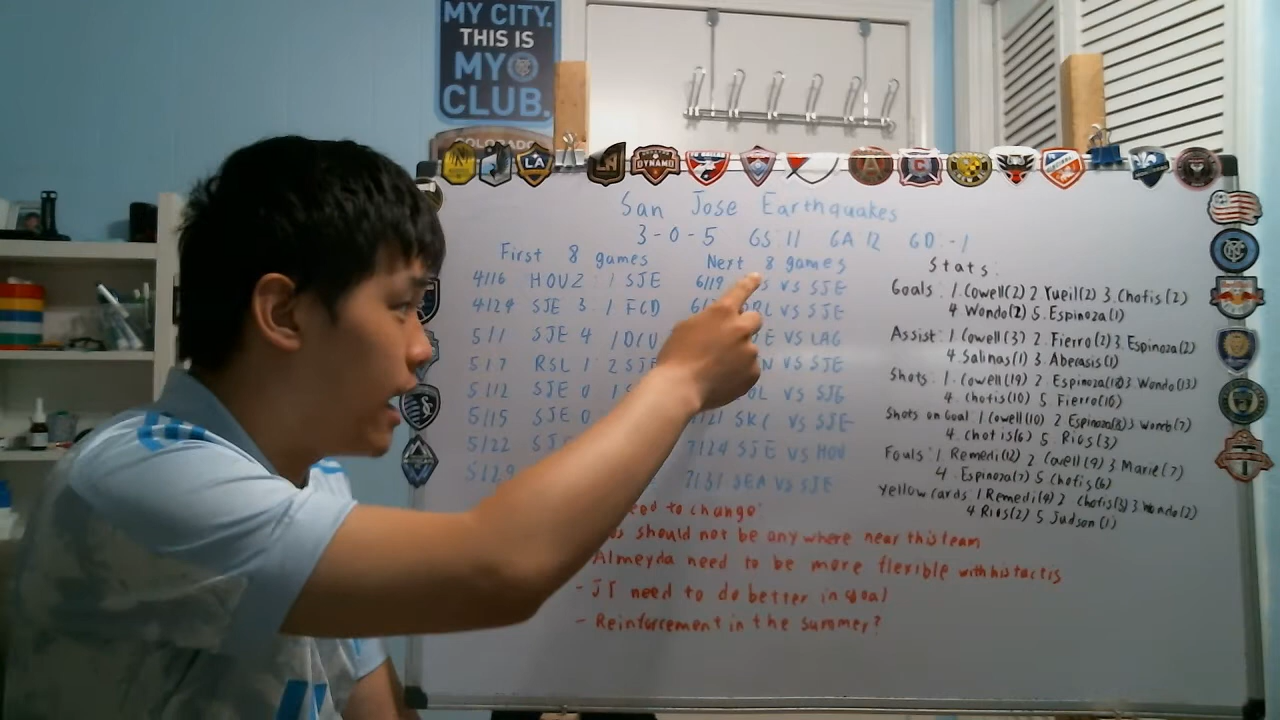 MY CITY.
THIS IS
MY
CLUB.
COLORADO
LA
DYNAMO
San Jose Earthquakes
3-0-5 GS 11 GA 12 GD -1
First 8 games
Next 8 games
4/16 HOU 2 1 SJE
4/24 SJE 3 1 FCD
5/1 SJE 4 1 DCU
5/7 RSL 1 2 SJE
5/12 SJE 0 1
5/15 SJE 0
5/22
5/29
6/19 VS SJE
VS SJE
VS LAG
VS SJE
VS SJE
SKC VS SJE
7/24 SJE VS HOU
7/31 SEA VS SJE
Stats:
Goals: 1. Cowell(2) 2. Yueil(2) 3. Chofis(2)
4 Wondo(2) 5. Espinoza(1)
Assist: 1. Cowell(3) 2. Fierro(2) 3. Espinoza(2)
4. Salinas(1) 3. Aberasis(1)
Shots: 1. Cowell(19) 2. Espinoza(18) 3 Wondo(13)
4. Chofis(10) 5. Fierro(10)
Shots on Goal 1 Cowell(10) 2 Espinoza(8) 3 Wondo(7)
4. Chofis(6) 5. Rios(3)
Fouls: 1. Remedi(12) 2. Cowell(9) 3. Marie(7)
4. Espinoza(7) 5 Chofis(6)
Yellow cards 1 Remedi(4) 2 Chofis(3) 3 Wondo(2)
4 Rios(2) 5 Judson(1)
to change
should not be any where near this team
Almeyda need to be more flexible with his tactis
- JT need to do better in goal
- Reinforcement in the summer?